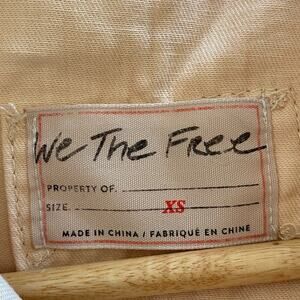 We The Free
PROPERTY OF.
SIZE XS
MADE IN CHINA / FABRIQUÉ EN CHINE